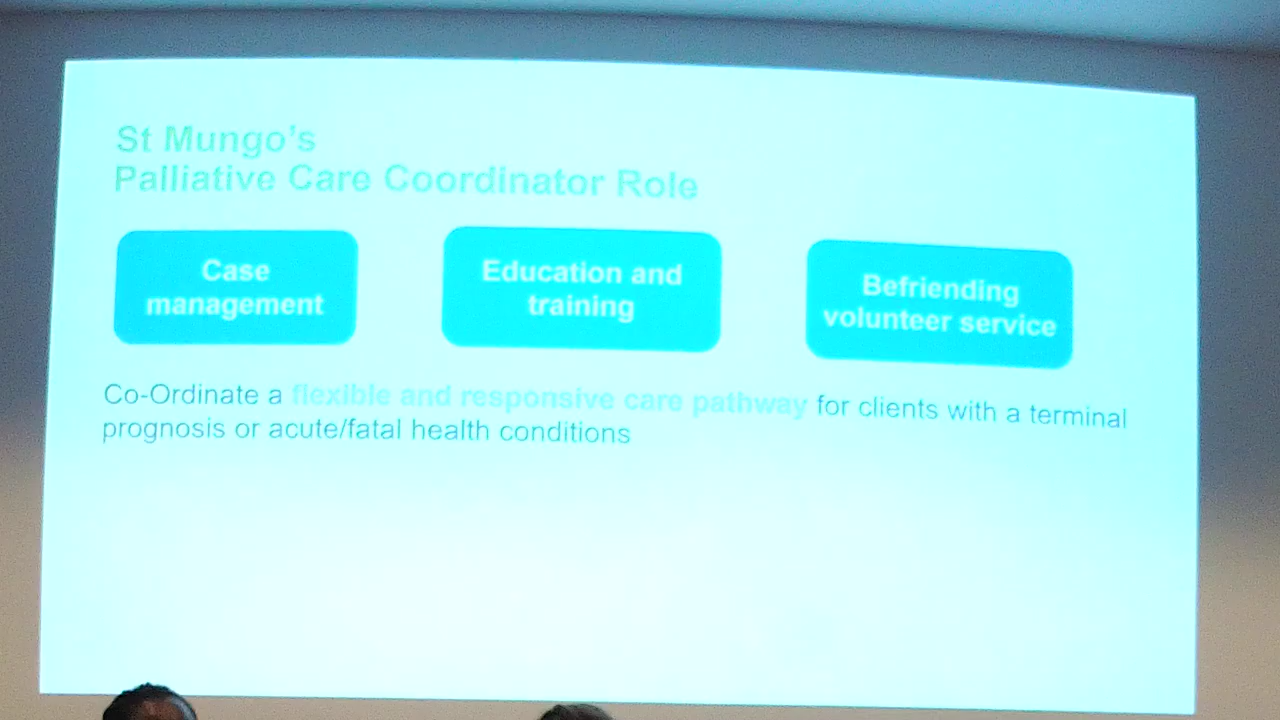 St Mungo's
Palliative Care Coordinator Role
Case
management
Education and
training
Befriending
volunteer service
Co-Ordinate a flexible and responsive care pathway for clients with a terminal
prognosis or acute/fatal health conditions